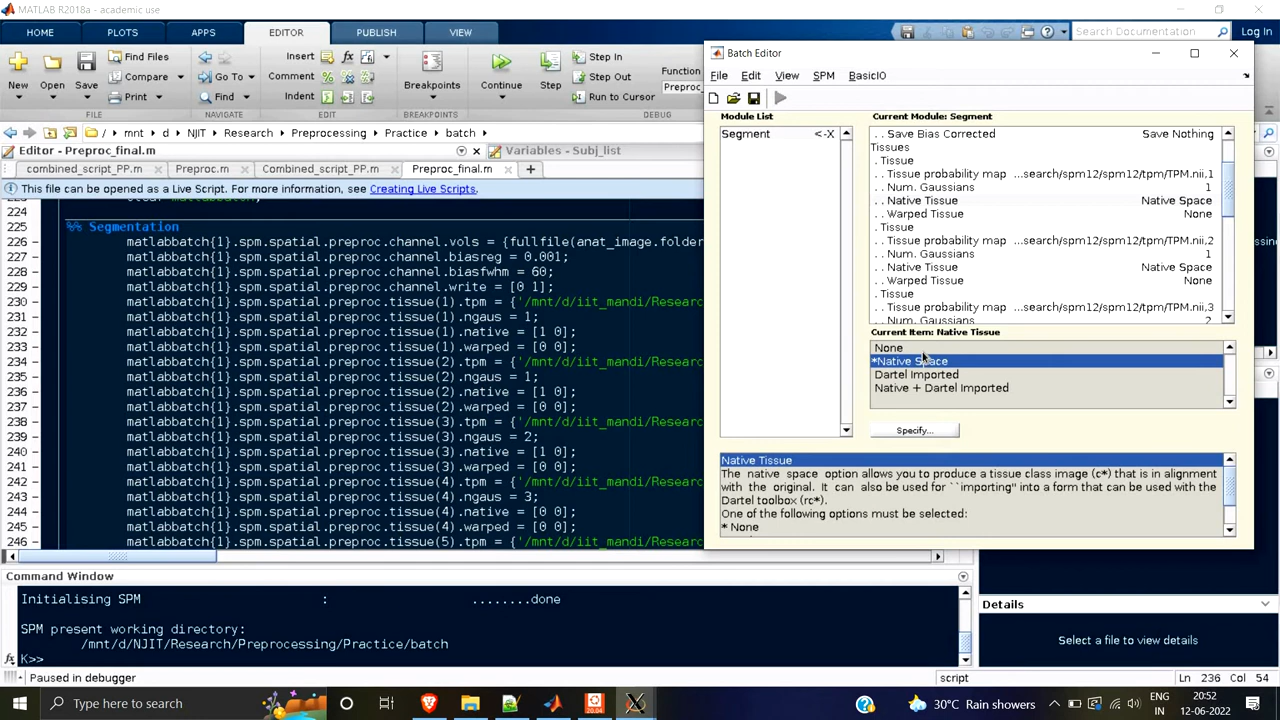 MATLAB R2018a - academic use
HOME PLOTS APPS EDITOR PUBLISH VIEW
Search Documentation Log In
New Open Save
Find Files
Compare
Print
Go To
Find
NAVIGATE
Insert
Comment
Indent
EDIT
Breakpoints
BREAKPOINTS
Continue
Step
Step In
Step Out
Run to Cursor
Function
Preproc_
DEBUG
FILE
/ mnt d NJIT Research Preprocessing Practice batch
Editor - Preproc_final.m
Variables - Subj_list
combined_script_PP.m Preproc.m Combined_script_PP.m Preproc_final.m
This file can be opened as a Live Script. For more information, see Creating Live Scripts.
224
225 %% Segmentation
226 matlabbatch{1}.spm.spatial.preproc.channel.vols = {fullfile(anat_image.folder
227 matlabbatch{1}.spm.spatial.preproc.channel.biasreg = 0.001;
228 matlabbatch{1}.spm.spatial.preproc.channel.biasfwhm = 60;
229 matlabbatch{1}.spm.spatial.preproc.channel.write = [0 1];
230 matlabbatch{1}.spm.spatial.preproc.tissue(1).tpm = {'/mnt/d/iit_mandi/Resear
231 matlabbatch{1}.spm.spatial.preproc.tissue(1).ngaus = 1;
232 matlabbatch{1}.spm.spatial.preproc.tissue(1).native = [1 0];
233 matlabbatch{1}.spm.spatial.preproc.tissue(1).warped = [0 0];
234 matlabbatch{1}.spm.spatial.preproc.tissue(2).tpm = {'/mnt/d/iit_mandi/Resear
235 matlabbatch{1}.spm.spatial.preproc.tissue(2).ngaus = 1;
236 matlabbatch{1}.spm.spatial.preproc.tissue(2).native = [1 0];
237 matlabbatch{1}.spm.spatial.preproc.tissue(2).warped = [0 0];
238 matlabbatch{1}.spm.spatial.preproc.tissue(3).tpm = {'/mnt/d/iit_mandi/Resear
239 matlabbatch{1}.spm.spatial.preproc.tissue(3).ngaus = 2;
240 matlabbatch{1}.spm.spatial.preproc.tissue(3).native = [1 0];
241 matlabbatch{1}.spm.spatial.preproc.tissue(3).warped = [0 0];
242 matlabbatch{1}.spm.spatial.preproc.tissue(4).tpm = {'/mnt/d/iit_mandi/Resear
243 matlabbatch{1}.spm.spatial.preproc.tissue(4).ngaus = 3;
244 matlabbatch{1}.spm.spatial.preproc.tissue(4).native = [0 0];
245 matlabbatch{1}.spm.spatial.preproc.tissue(4).warped = [0 0];
246 matlabbatch{1}.spm.spatial.preproc.tissue(5).tpm = {'/mnt/d/iit_mandi/Resear
Batch Editor
File Edit View SPM BasicIO
Module List
Segment <-X
Current Module: Segment
. . Save Bias Corrected Save Nothing
Tissues
. Tissue
. . Tissue probability map ...search/spm12/spm12/tpm/TPM.nii,1
. . Num. Gaussians 1
. . Native Tissue Native Space
. . Warped Tissue None
. Tissue
. . Tissue probability map ...search/spm12/spm12/tpm/TPM.nii,2
. . Num. Gaussians 1
. . Native Tissue Native Space
. . Warped Tissue None
. Tissue
. . Tissue probability map ...search/spm12/spm12/tpm/TPM.nii,3
. . Num. Gaussians 2
Current Item: Native Tissue
None
*Native Space
Dartel Imported
Native + Dartel Imported
Specify...
Native Tissue
The native space option allows you to produce a tissue class image (c*) that is in alignment
with the original. It can also be used for ``importing'' into a form that can be used with the
Dartel toolbox (rc*).
One of the following options must be selected:
* None
Command Window
Initialising SPM : ........done
SPM present working directory:
/mnt/d/NJIT/Research/Preprocessing/Practice/batch
K>>
Details
Select a file to view details
Paused in debugger
script
Ln 236 Col 54
Type here to search
30°C Rain showers
ENG
IN
20:52
12-06-2022